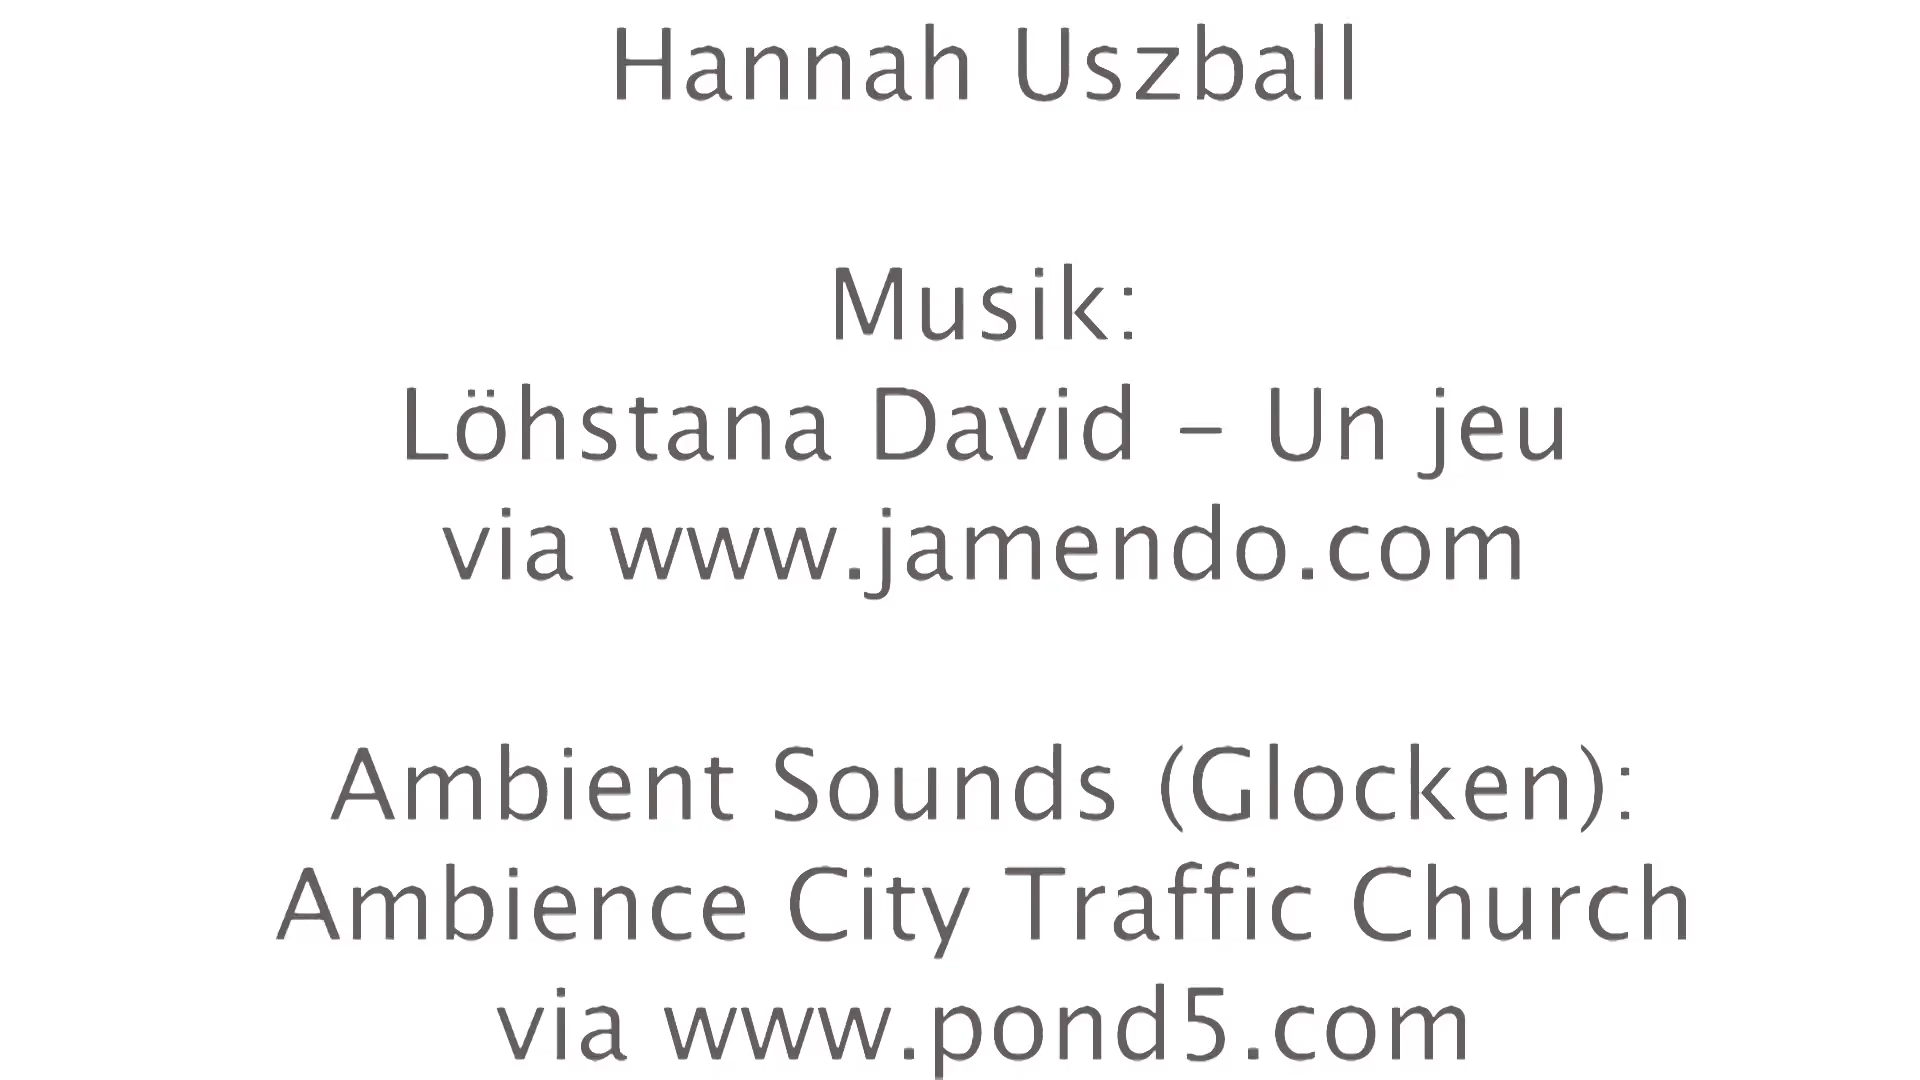 Hannah Uszball
Musik:
Löhstana David – Un jeu
via www.jamendo.com
Ambient Sounds (Glocken):
Ambience City Traffic Church
via www.pond5.com